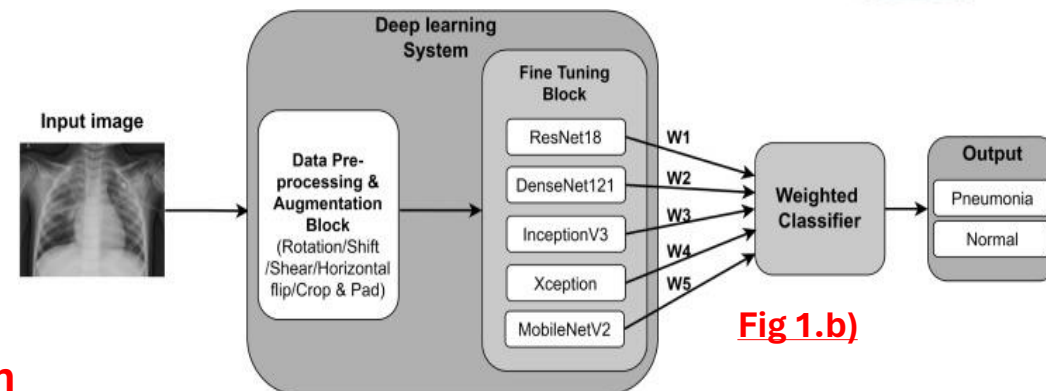 Deep learning
System
Input image
Data Pre-
processing &
Augmentation
Block
(Rotation/Shift
/Shear/Horizontal
flip/Crop & Pad)
Fine Tuning
Block
ResNet18
DenseNet121
InceptionV3
Xception
MobileNetV2
W1
W2
W3
W4
W5
Weighted
Classifier
Output
Pneumonia
Normal
Fig 1.b)